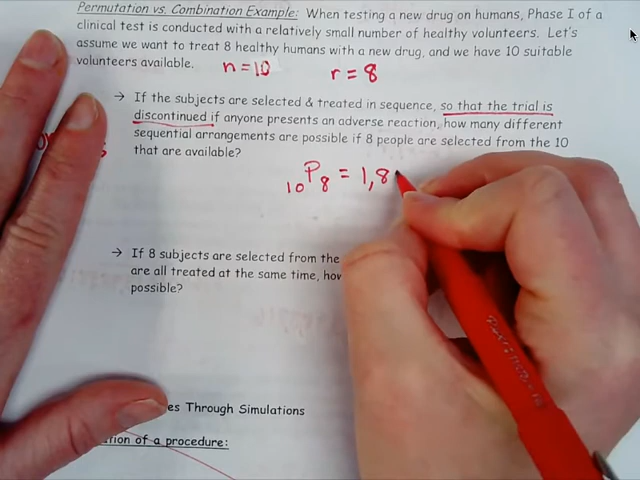 Permutation vs. Combination Example: When testing a new drug on humans, Phase I of a
clinical test is conducted with a relatively small number of healthy volunteers. Let's
assume we want to treat 8 healthy humans with a new drug, and we have 10 suitable
volunteers available. n=10 r=8
→ If the subjects are selected & treated in sequence, so that the trial is
discontinued if anyone presents an adverse reaction, how many different
sequential arrangements are possible if 8 people are selected from the 10
that are available?
10P8 = 1,8
→ If 8 subjects are selected from the
are all treated at the same time,
possible?
Through Simulations
of a procedure: